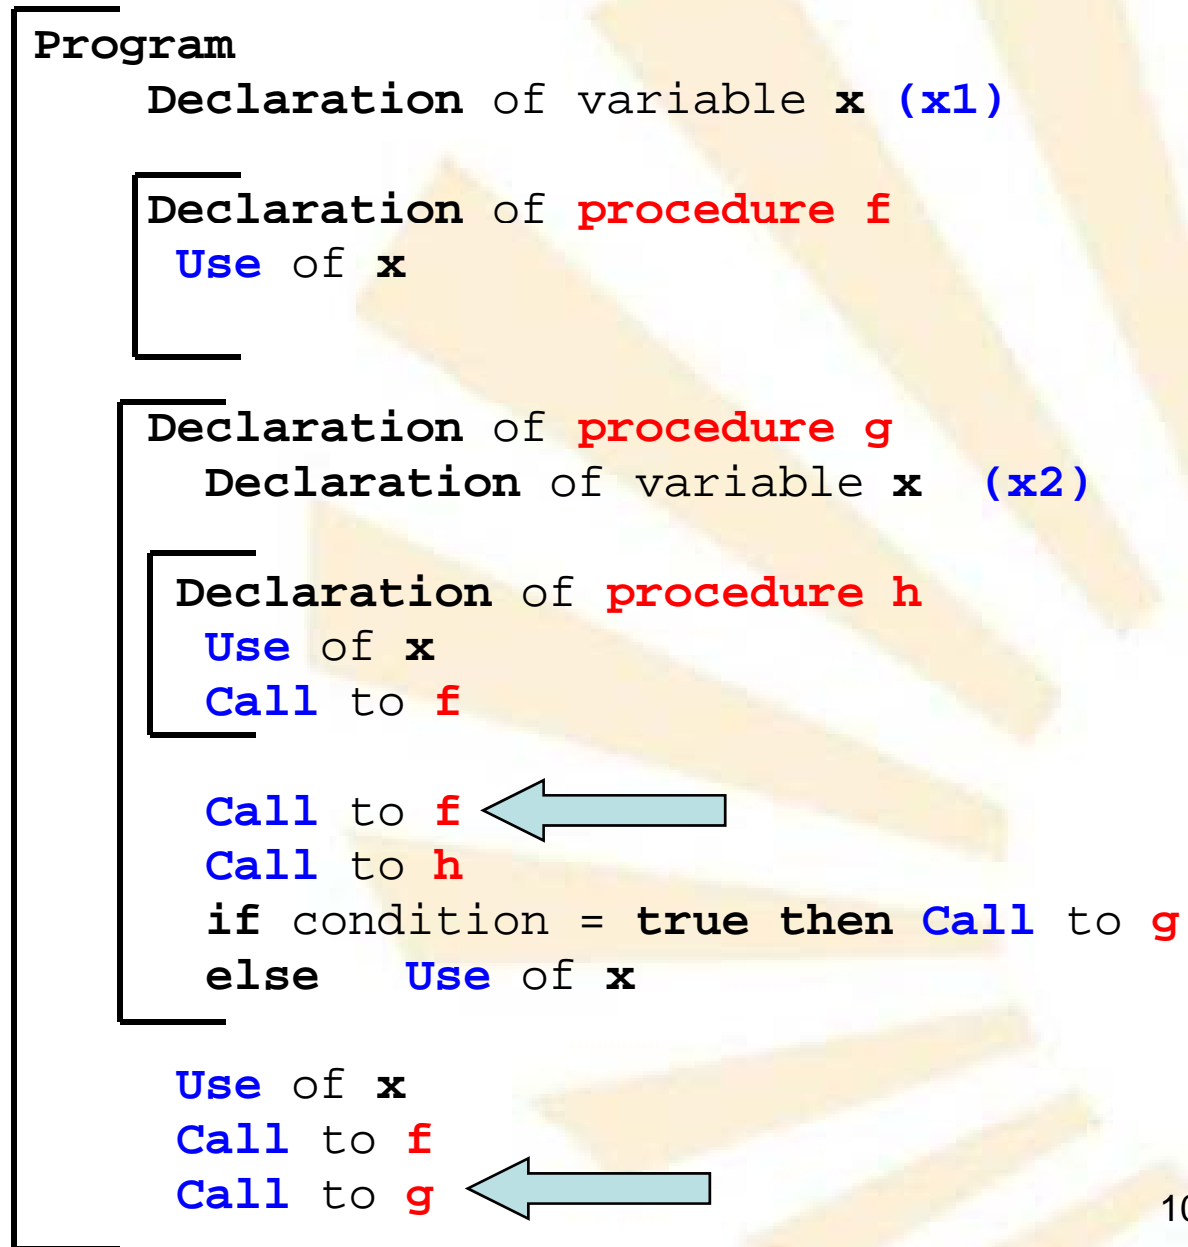 Program
Declaration of variable x (x1)
Declaration of procedure f
Use of x
Declaration of procedure g
Declaration of variable x (x2)
Declaration of procedure h
Use of x
Call to f
Call to f
Call to h
if condition = true then Call to g
else Use of x
Use of x
Call to f
Call to g
10